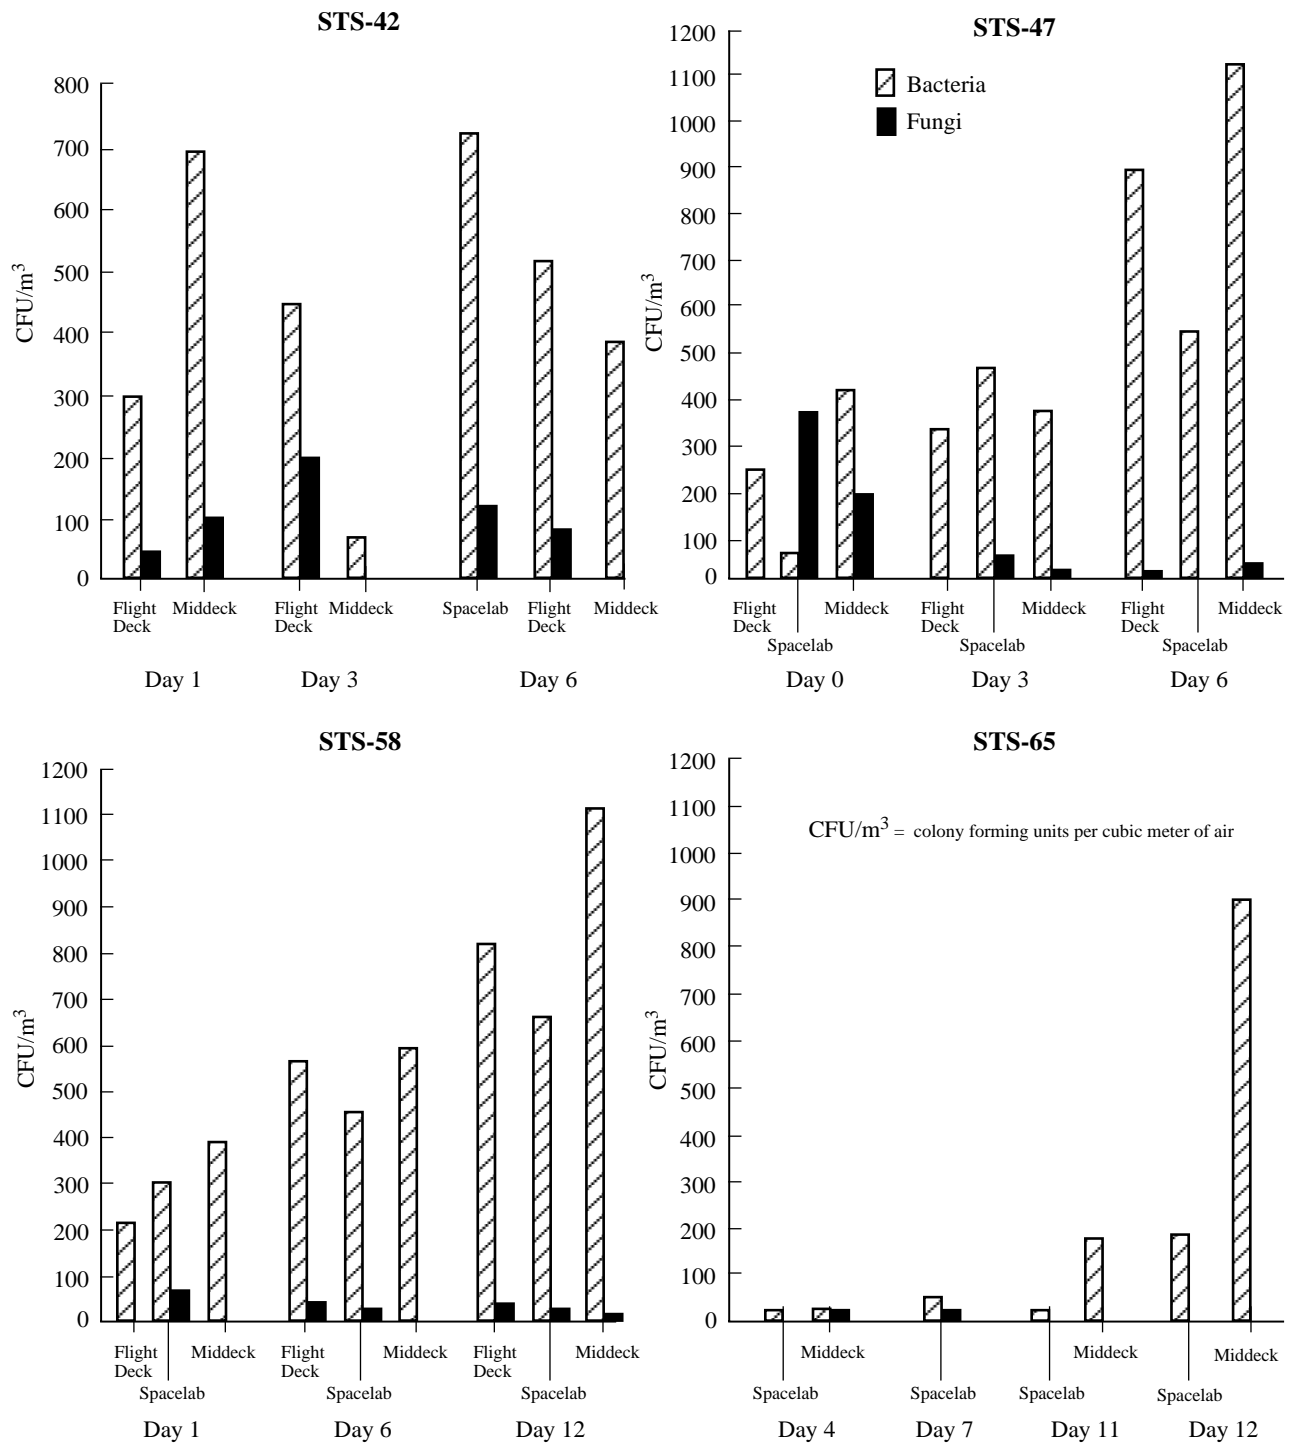 STS-42
800
700
600
500
400
300
200
100
0
CFU/m³
Flight Deck
Middeck
Flight Deck
Middeck
Spacelab
Flight Deck
Middeck
Day 1
Day 3
Day 6
STS-47
Bacteria
Fungi
1200
1100
1000
900
800
700
600
500
400
300
200
100
0
CFU/m³
Flight Deck
Spacelab
Middeck
Flight Deck
Spacelab
Middeck
Flight Deck
Spacelab
Middeck
Day 0
Day 3
Day 6
STS-58
1200
1100
1000
900
800
700
600
500
400
300
200
100
0
CFU/m³
Flight Deck
Spacelab
Middeck
Flight Deck
Spacelab
Middeck
Flight Deck
Spacelab
Middeck
Day 1
Day 6
Day 12
STS-65
CFU/m³ = colony forming units per cubic meter of air
1200
1100
1000
900
800
700
600
500
400
300
200
100
0
CFU/m³
Spacelab
Middeck
Spacelab
Spacelab
Middeck
Spacelab
Middeck
Day 4
Day 7
Day 11
Day 12